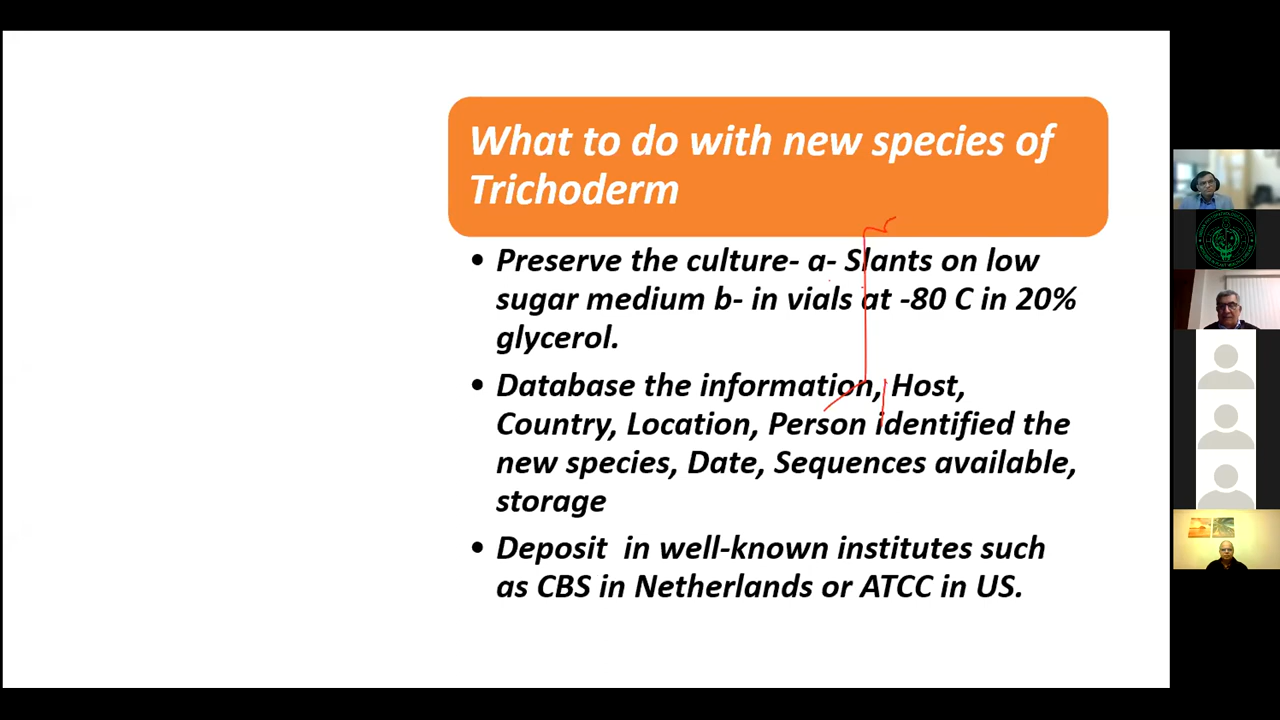 What to do with new species of
Trichoderm
• Preserve the culture- a- Slants on low
sugar medium b- in vials at -80 C in 20%
glycerol.
• Database the information, Host,
Country, Location, Person identified the
new species, Date, Sequences available,
storage
• Deposit  in well-known institutes such
as CBS in Netherlands or ATCC in US.